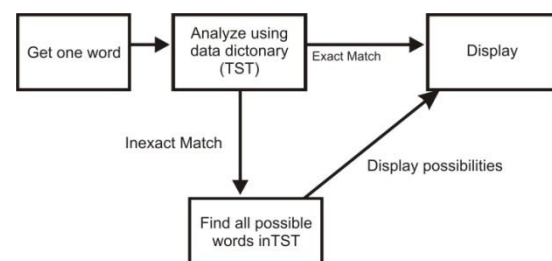 Get one word
Analyze using
data dictonary
(TST)
Exact Match
Display
Inexact Match
Display possibilities
Find all possible
words inTST